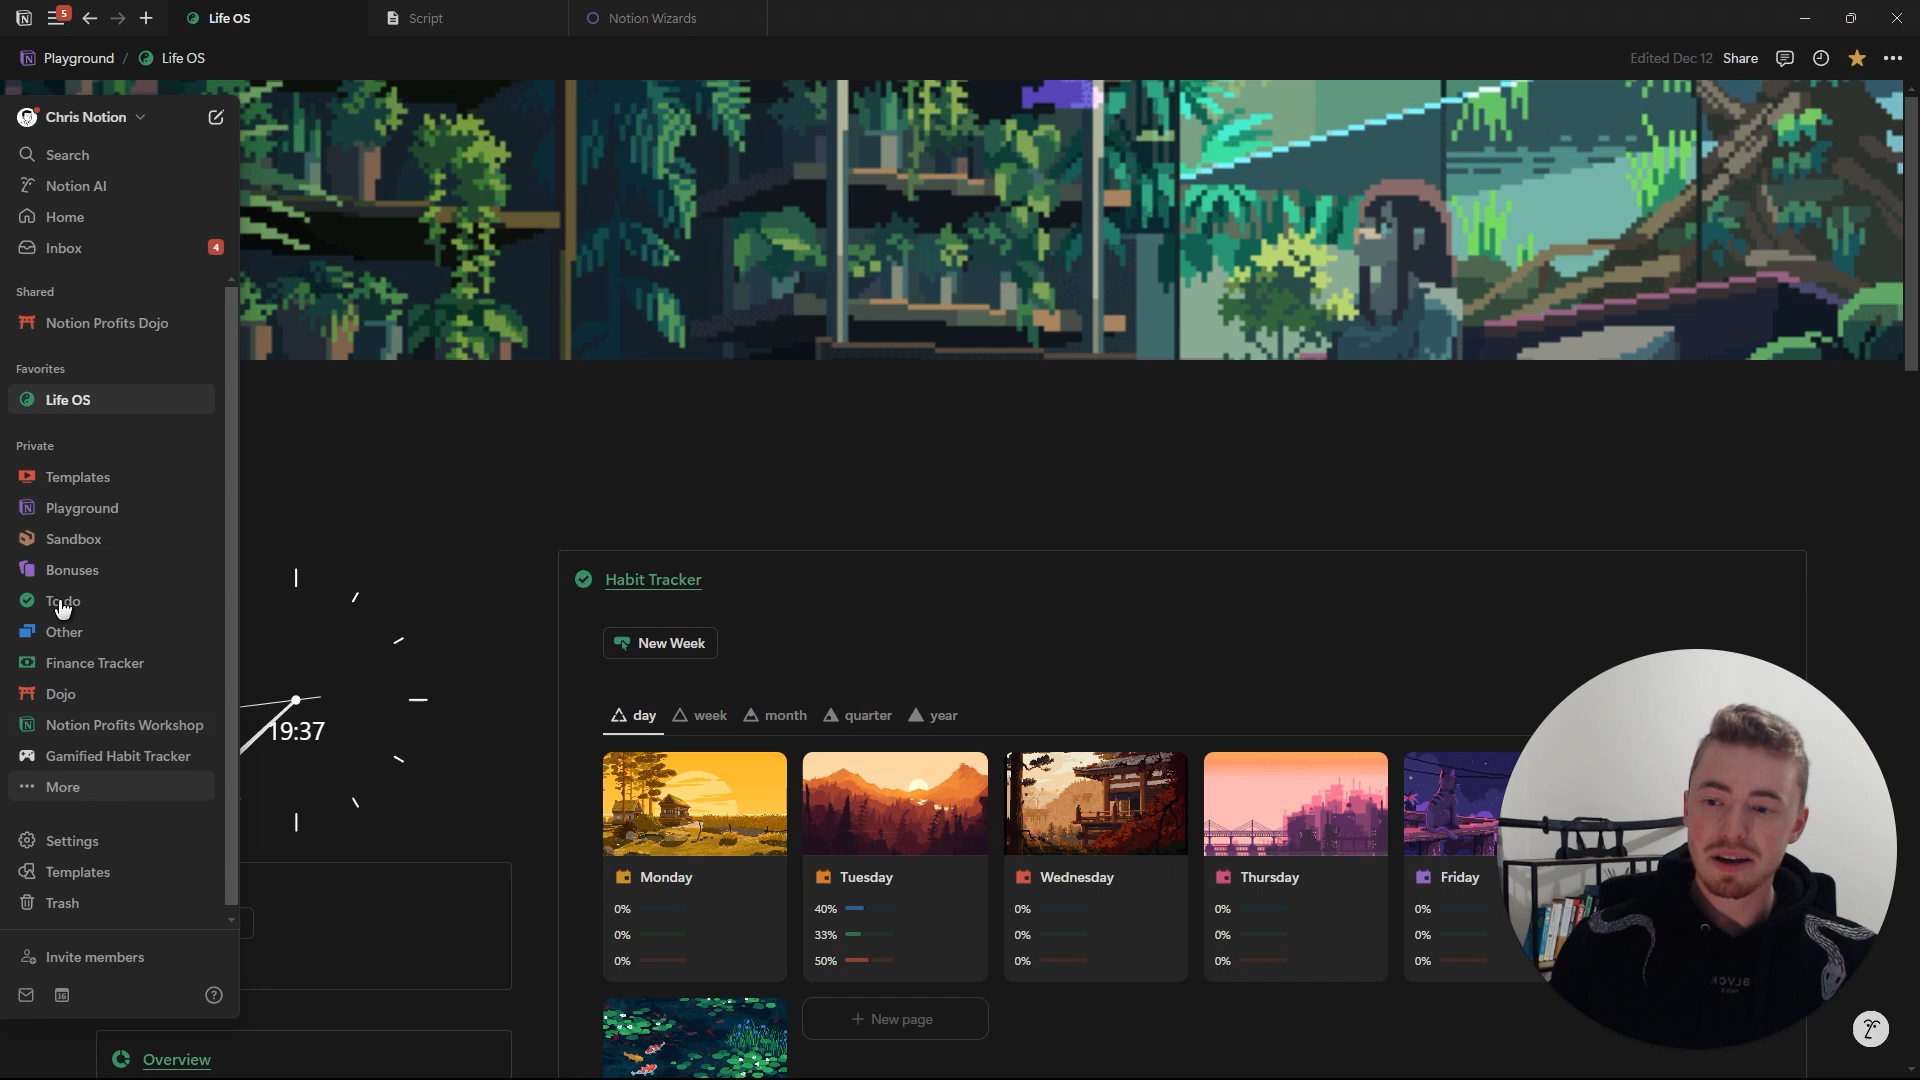 5
Life OS
Script
Notion Wizards
Playground / Life OS
Edited Dec 12
Share
Chris Notion
Search
Notion AI
Home
Inbox
4
Shared
Notion Profits Dojo
Favorites
Life OS
Private
Templates
Playground
Sandbox
Bonuses
To do
Other
Finance Tracker
Dojo
Notion Profits Workshop
Gamified Habit Tracker
More
Settings
Templates
Trash
Invite members
16
19:37
Overview
Habit Tracker
New Week
day week month quarter year
Monday
0%
0%
0%
Tuesday
40%
33%
50%
Wednesday
0%
0%
0%
Thursday
0%
0%
0%
Friday
0%
0%
0%
+ New page